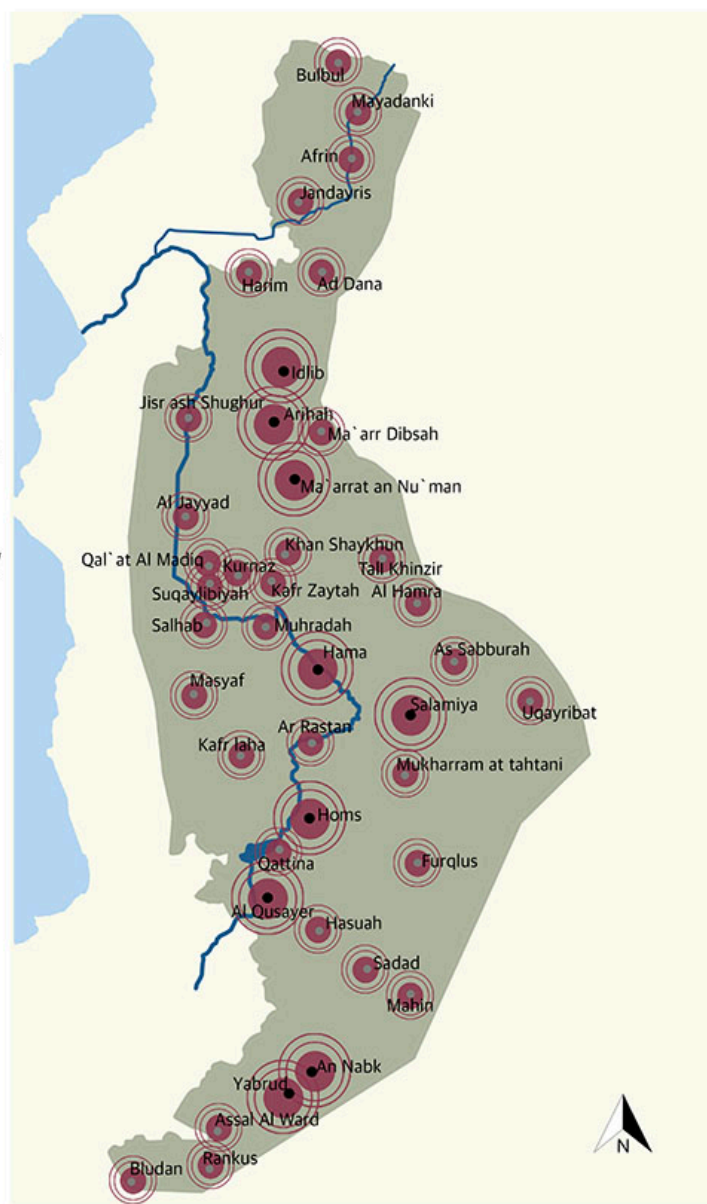 Bulbul
Mayadanki
Afrin
Jandayris
Harim
Ad Dana
Idlib
Jisr ash Shughur
Arihah
Ma`arr Dibsah
Ma`arrat an Nu`man
Al Jayyad
Khan Shaykhun
Qal`at Al Madiq
Kurnaz
Tall Khinzir
Suqaylibiyah
Kafr Zaytah
Al Hamra
Salhab
Muhradah
Hama
As Sabburah
Masyaf
Salamiya
Uqayribat
Ar Rastan
Kafr laha
Mukharram at tahtani
Homs
Qattina
Furqlus
Al Qusayer
Hasuah
Sadad
Mahin
An Nabk
Yabrud
Assal Al Ward
Rankus
Bludan
N